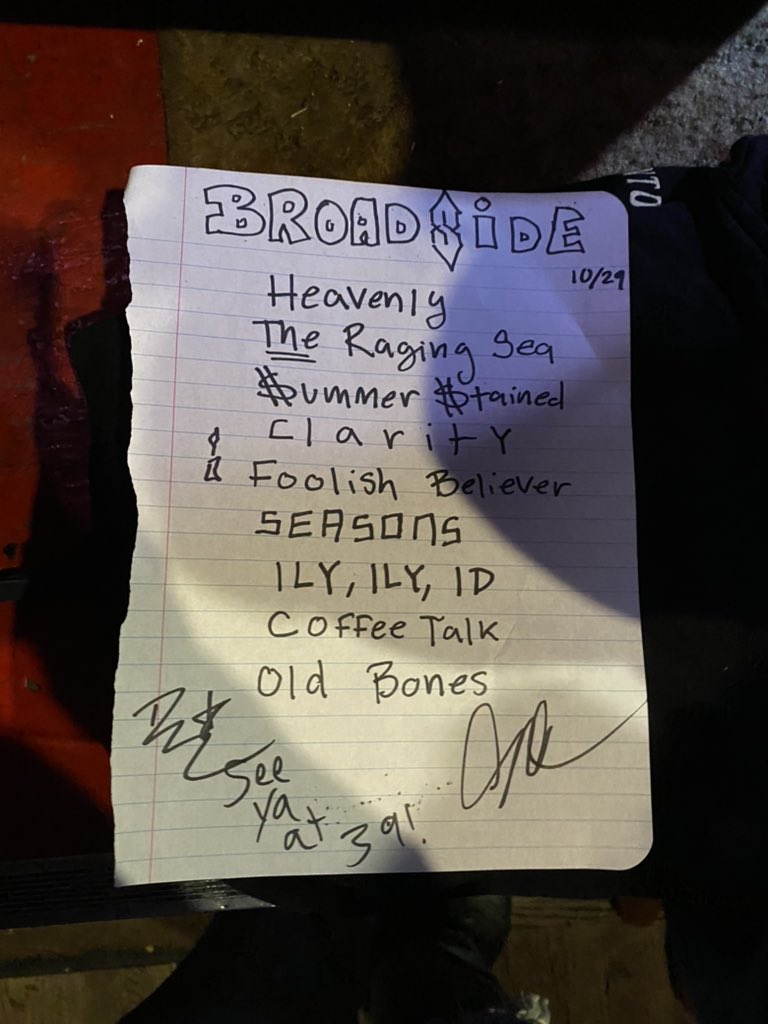 BROADSiDE
10/29
Heavenly
The Raging Sea
$ummer $tained
Clarity
Foolish Believer
SEASONS
ILY, ILY, ID
Coffee Talk
Old Bones
See
ya
at 39!
NTO